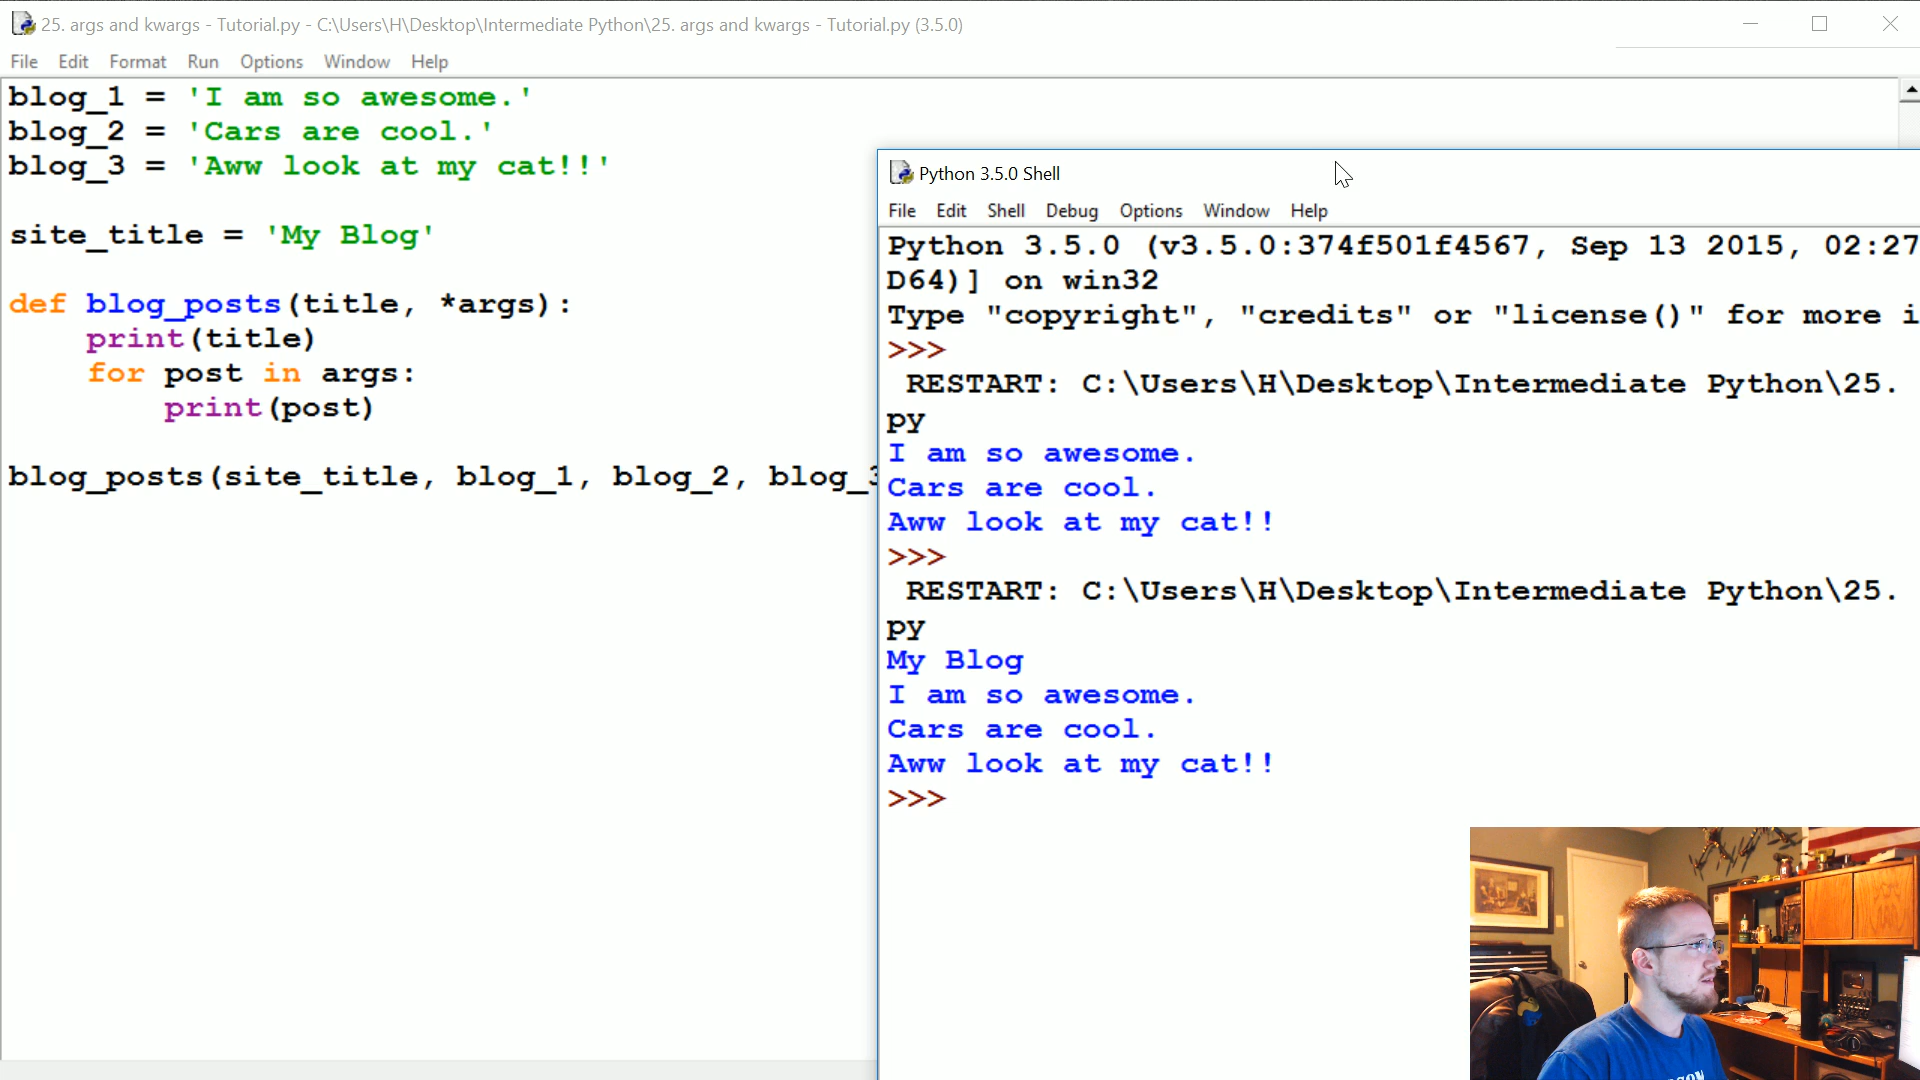 25. args and kwargs - Tutorial.py - C:\Users\H\Desktop\Intermediate Python\25. args and kwargs - Tutorial.py (3.5.0)
File Edit Format Run Options Window Help
blog_1 = 'I am so awesome.'
blog_2 = 'Cars are cool.'
blog_3 = 'Aww look at my cat!!'
site_title = 'My Blog'
def blog_posts(title, *args):
print(title)
for post in args:
print(post)
blog_posts(site_title, blog_1, blog_2, blog_3
Python 3.5.0 Shell
File Edit Shell Debug Options Window Help
Python 3.5.0 (v3.5.0:374f501f4567, Sep 13 2015, 02:27
D64)] on win32
Type "copyright", "credits" or "license()" for more i
>>>
RESTART: C:\Users\H\Desktop\Intermediate Python\25.
py
I am so awesome.
Cars are cool.
Aww look at my cat!!
>>>
RESTART: C:\Users\H\Desktop\Intermediate Python\25.
py
My Blog
I am so awesome.
Cars are cool.
Aww look at my cat!!
>>>